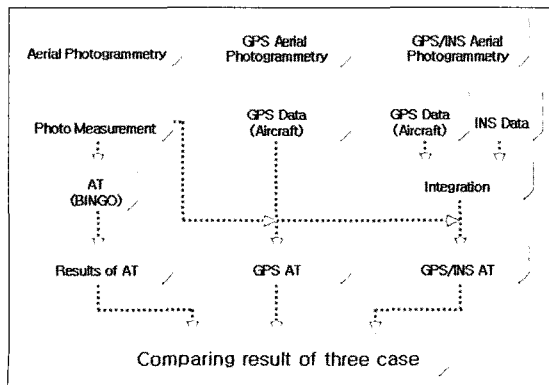 Aerial Photogrammetry
GPS Aerial
Photogrammetry
GPS/INS Aerial
Photogrammetry
Photo Measurement
GPS Data
(Aircraft)
GPS Data
(Aircraft)
INS Data
AT
(BINGO)
Integration
Results of AT
GPS AT
GPS/INS AT
Comparing result of three case